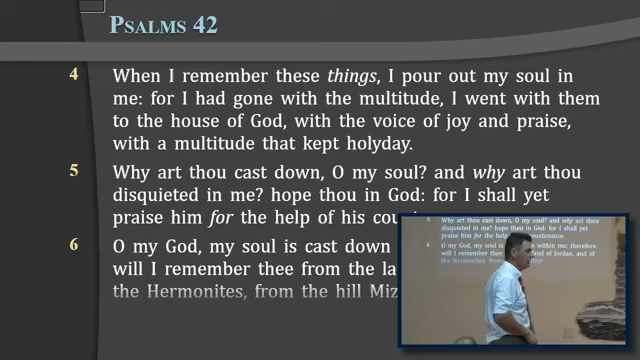 PSALMS 42
4 When I remember these things, I pour out my soul in
me: for I had gone with the multitude, I went with them
to the house of God, with the voice of joy and praise,
with a multitude that kept holyday.
5 Why art thou cast down, O my soul? and why art thou
disquieted in me? hope thou in God: for I shall yet
praise him for the help of his
6 O my God, my soul is cast down
will I remember thee from the
the Hermonites, from the hill
5 Why art thou cast down, O my soul? and why art thou
disquieted in me? hope thou in God: for I shall yet
praise him for the help
6 O my God, my soul is within me: therefore
will I remember thee of Jordan, and of
the Hermonites, from